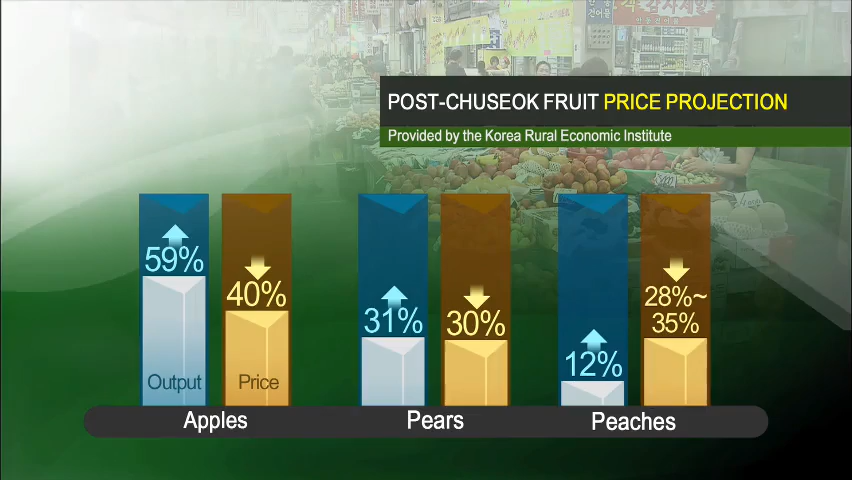 POST-CHUSEOK FRUIT PRICE PROJECTION
Provided by the Korea Rural Economic Institute
59%
40%
31%
30%
12%
28%~
35%
Output
Price
Apples
Pears
Peaches